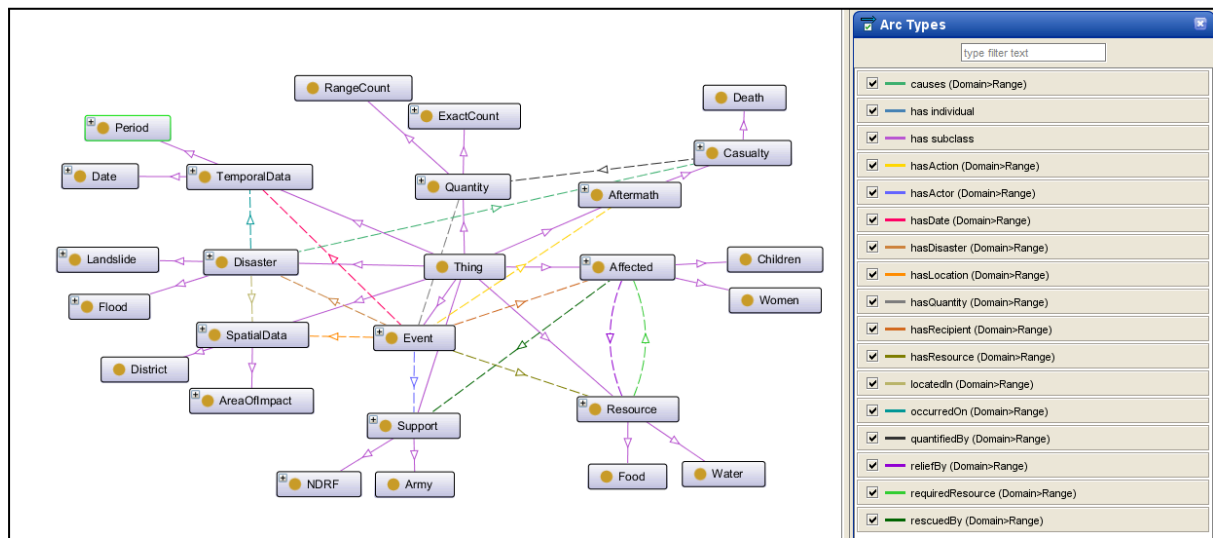 Arc Types
type filter text
causes (Domain>Range)
has individual
has subclass
hasAction (Domain>Range)
hasActor (Domain>Range)
hasDate (Domain>Range)
hasDisaster (Domain>Range)
hasLocation (Domain>Range)
hasQuantity (Domain>Range)
hasRecipient (Domain>Range)
hasResource (Domain>Range)
locatedIn (Domain>Range)
occurredOn (Domain>Range)
quantifiedBy (Domain>Range)
reliefBy (Domain>Range)
requiredResource (Domain>Range)
rescuedBy (Domain>Range)
RangeCount
Death
ExactCount
Period
Casualty
Date
TemporalData
Quantity
Aftermath
Landslide
Disaster
Thing
Affected
Children
Flood
Women
SpatialData
Event
District
AreaOfImpact
Resource
Support
NDRF
Army
Food
Water